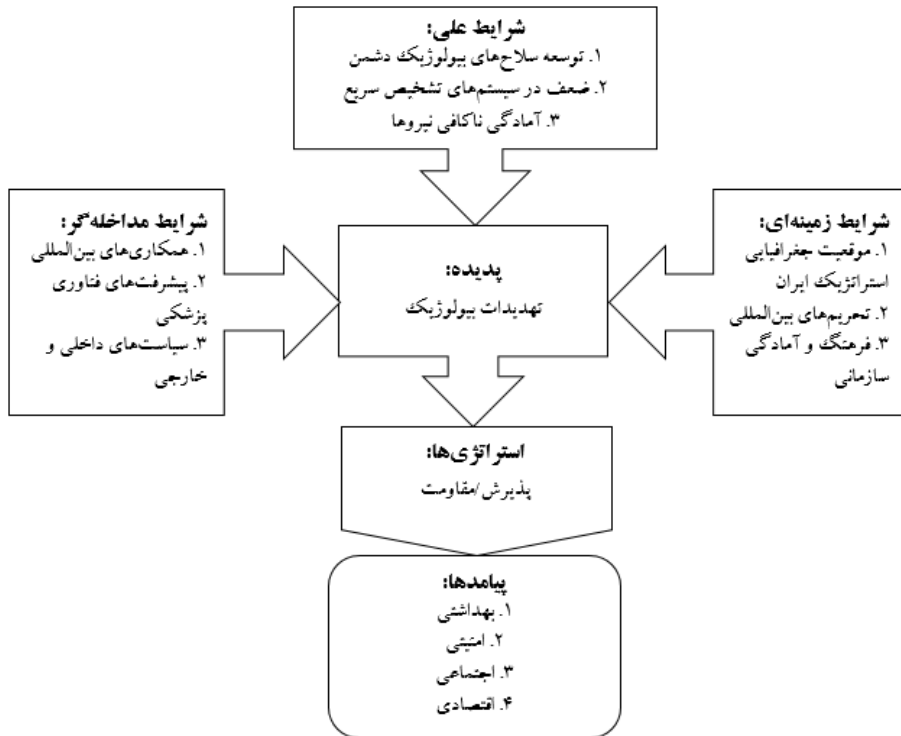 شرایط علی:
۱. توسعه سلاح‌های بیولوژیک دشمن
۲. ضعف در سیستم‌های تشخیص سریع
۳. آمادگی ناکافی نیروها
شرایط زمینه‌ای:
۱. موقعیت جغرافیایی
استراتژیک ایران
۲. تحریم‌های بین‌المللی
۳. فرهنگ و آمادگی
سازمانی
پدیده:
تهدیدات بیولوژیک
شرایط مداخله‌گر:
۱. همکاری‌های بین‌المللی
۲. پیشرفت‌های فناوری
پزشکی
۳. سیاست‌های داخلی و
خارجی
استراتژی‌ها:
پذیرش/مقاومت
پیامدها:
۱. بهداشتی
۲. امنیتی
۳. اجتماعی
۴. اقتصادی